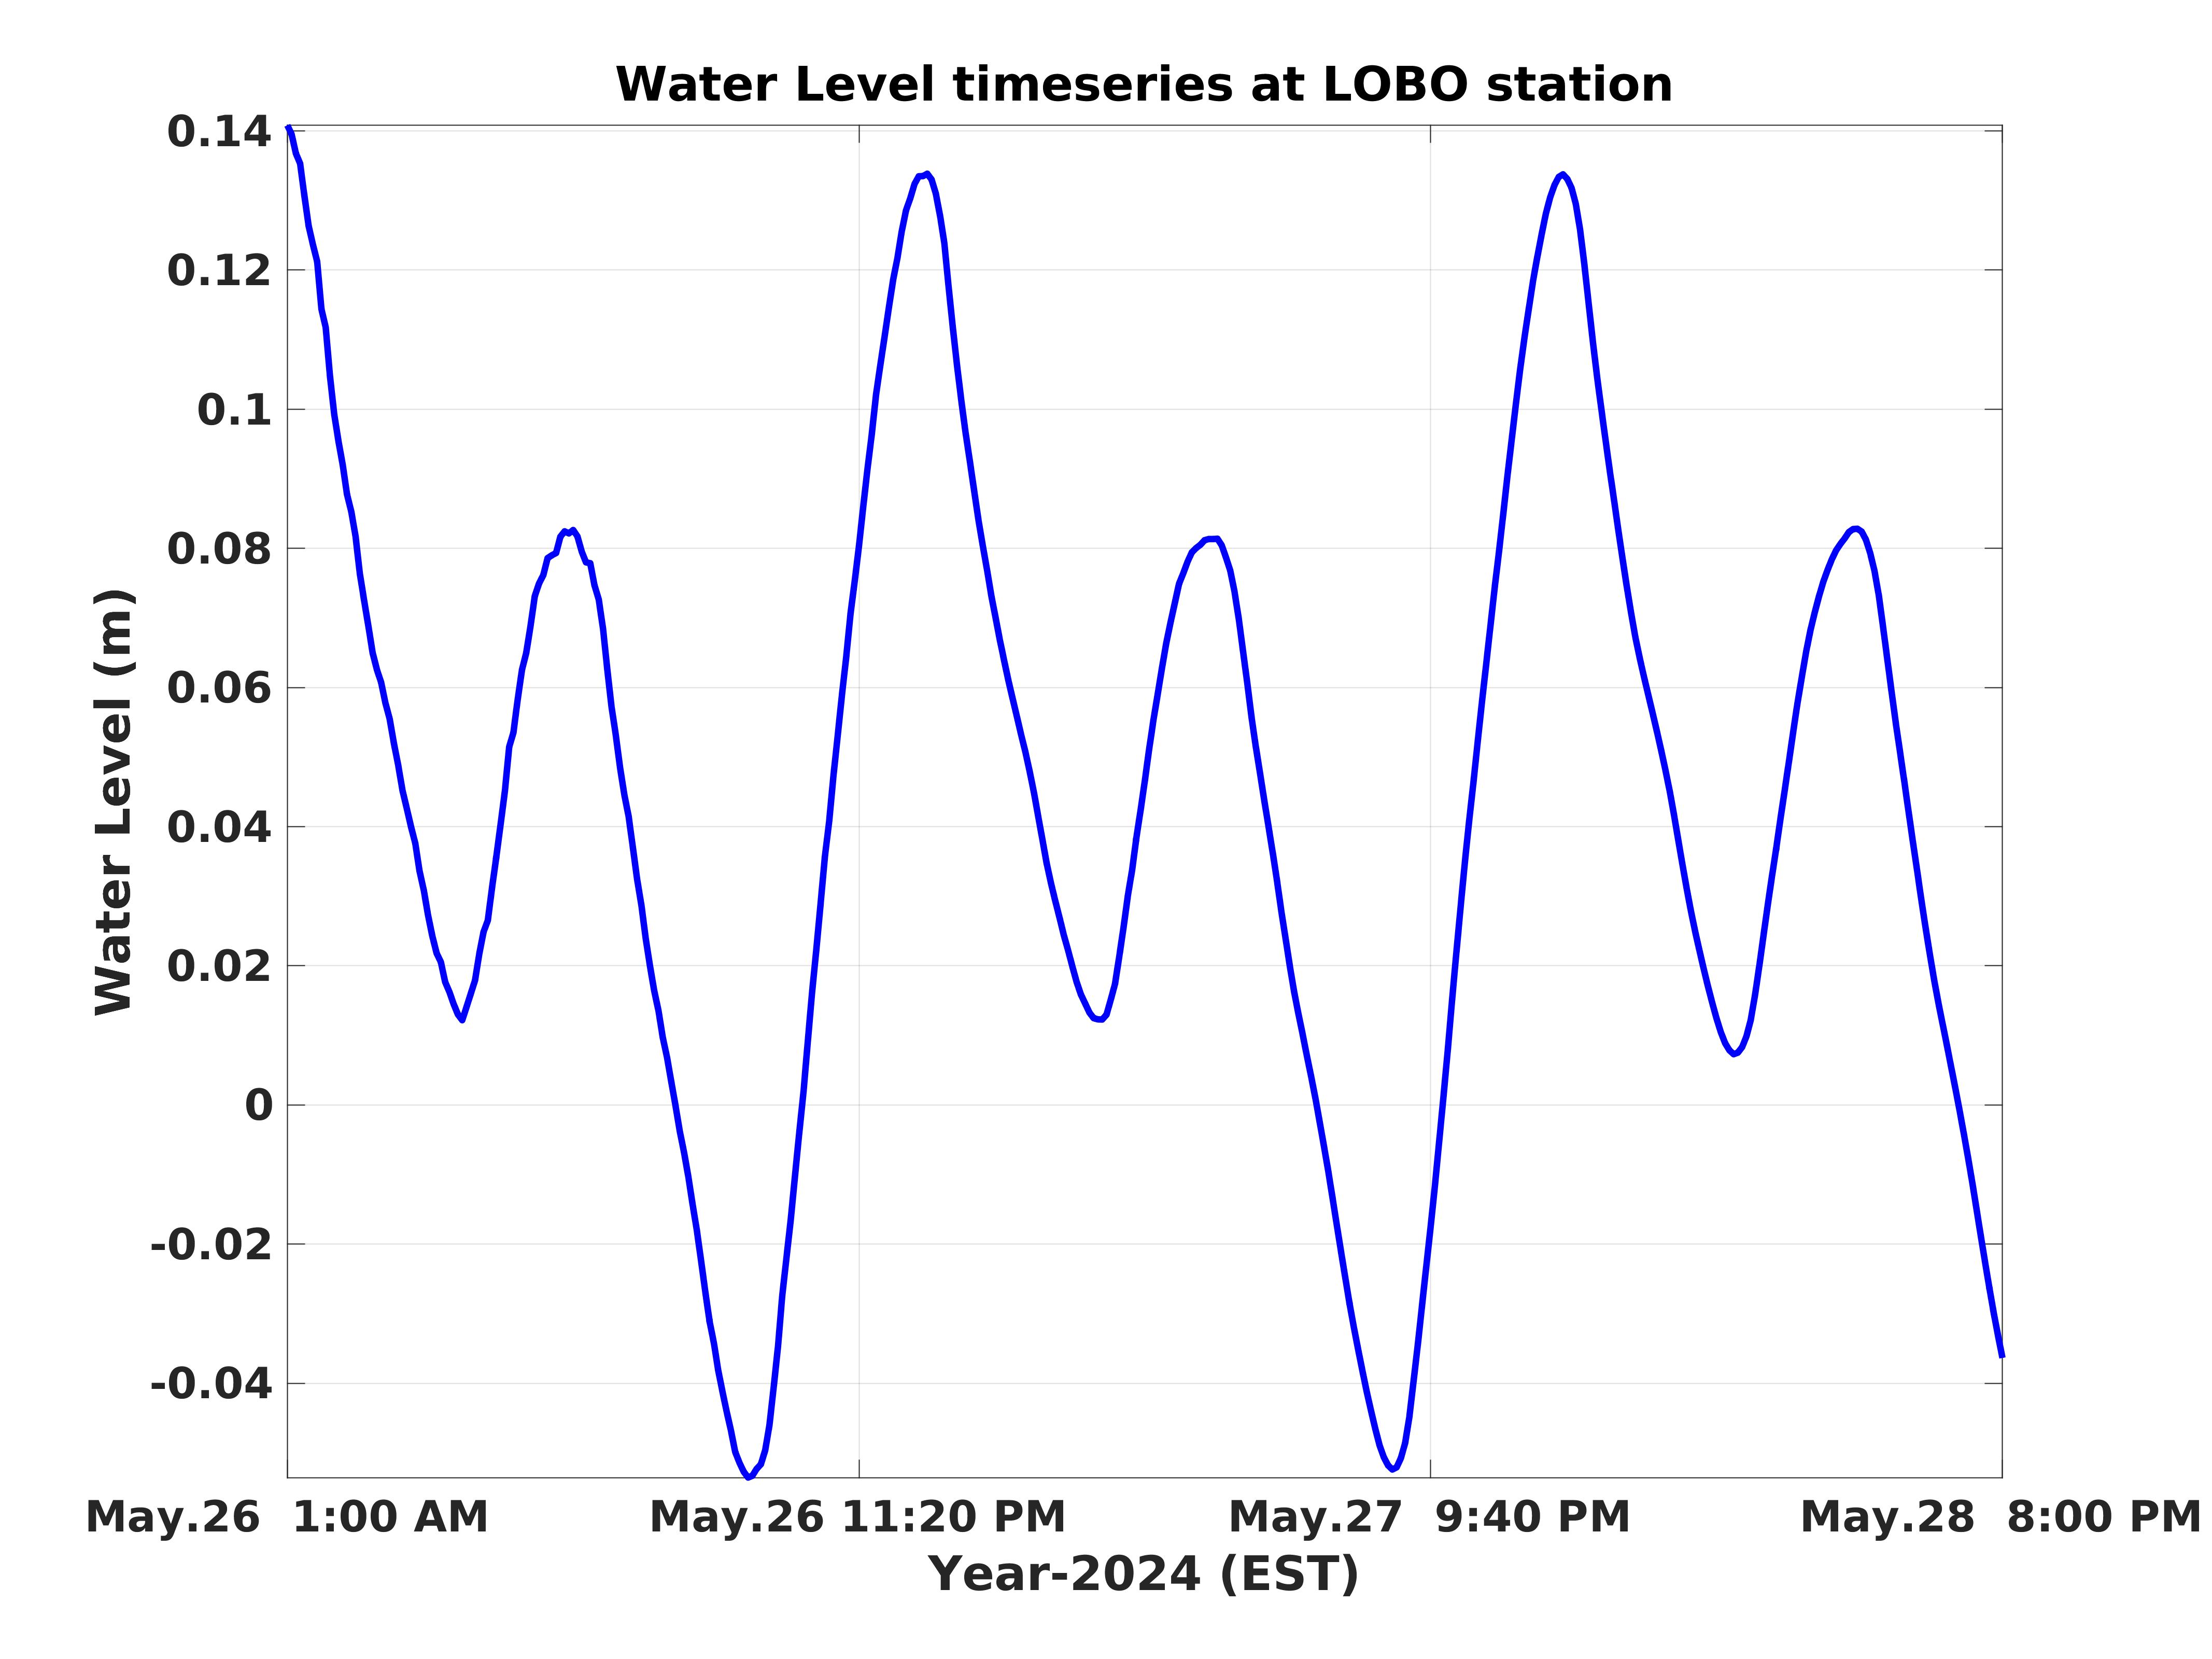 Water Level timeseries at LOBO station
0.14
0.12
0.1
0.08
0.06
0.04
0.02
0
-0.02
-0.04
Water Level (m)
May.26  1:00 AM
May.26 11:20 PM
May.27  9:40 PM
May.28  8:00 PM
Year-2024 (EST)